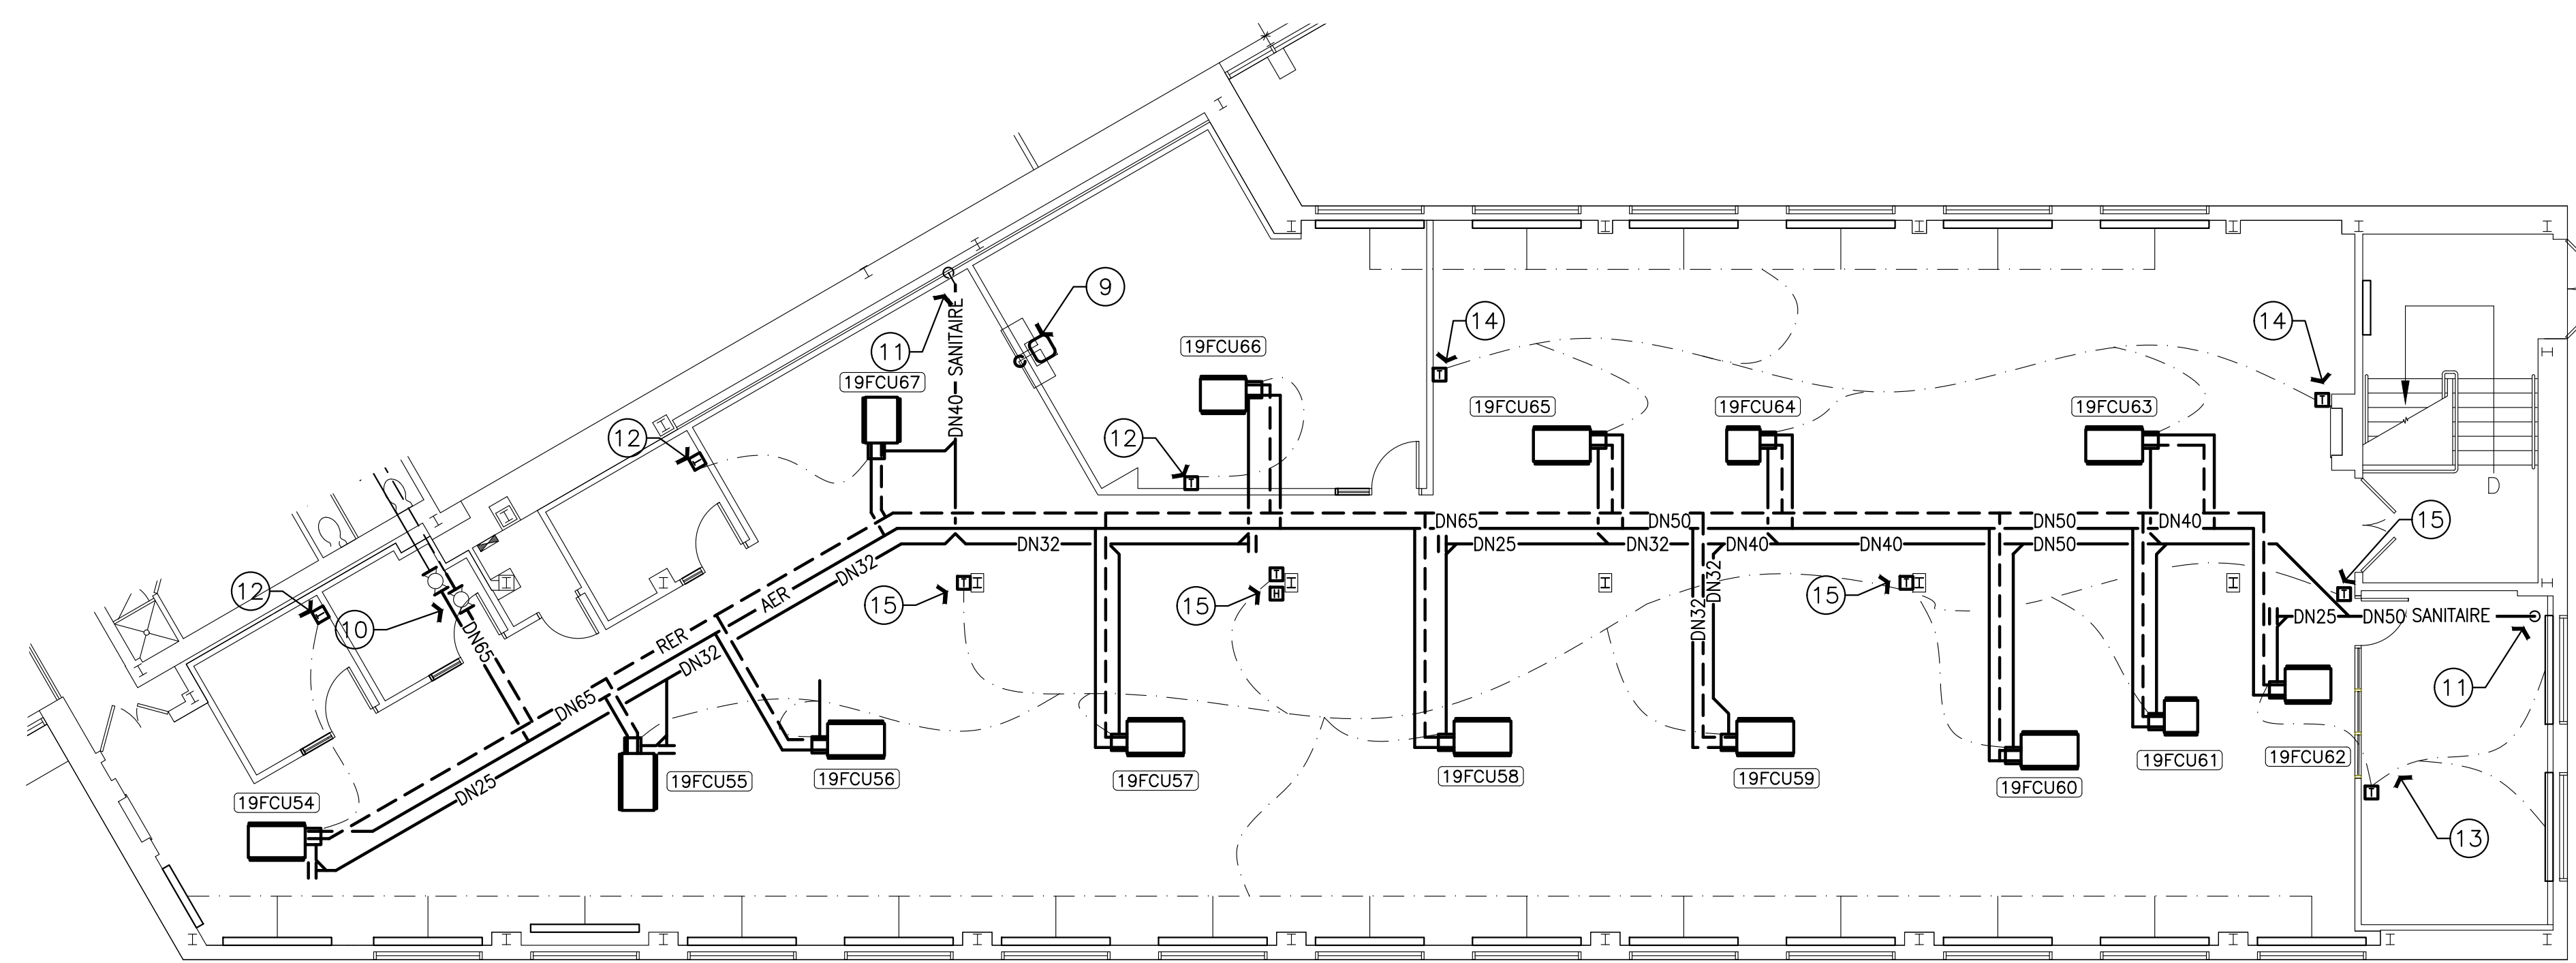 9
14
14
11
SANITAIRE
DN40
19FCU66
19FCU67
19FCU65
19FCU64
19FCU63
12
12
T
T
T
T
D
DN65
DN50
DN50
DN40
15
DN32
DN25
DN32
DN40
DN40
DN50
12
T
10
DN65
AER
DN32
15
T
15
T
H
DN32
DN32
15
T
T
DN25
DN50
SANITAIRE
RER
DN32
11
DN65
DN25
19FCU54
19FCU55
19FCU56
19FCU57
19FCU58
19FCU59
19FCU60
19FCU61
19FCU62
T
13